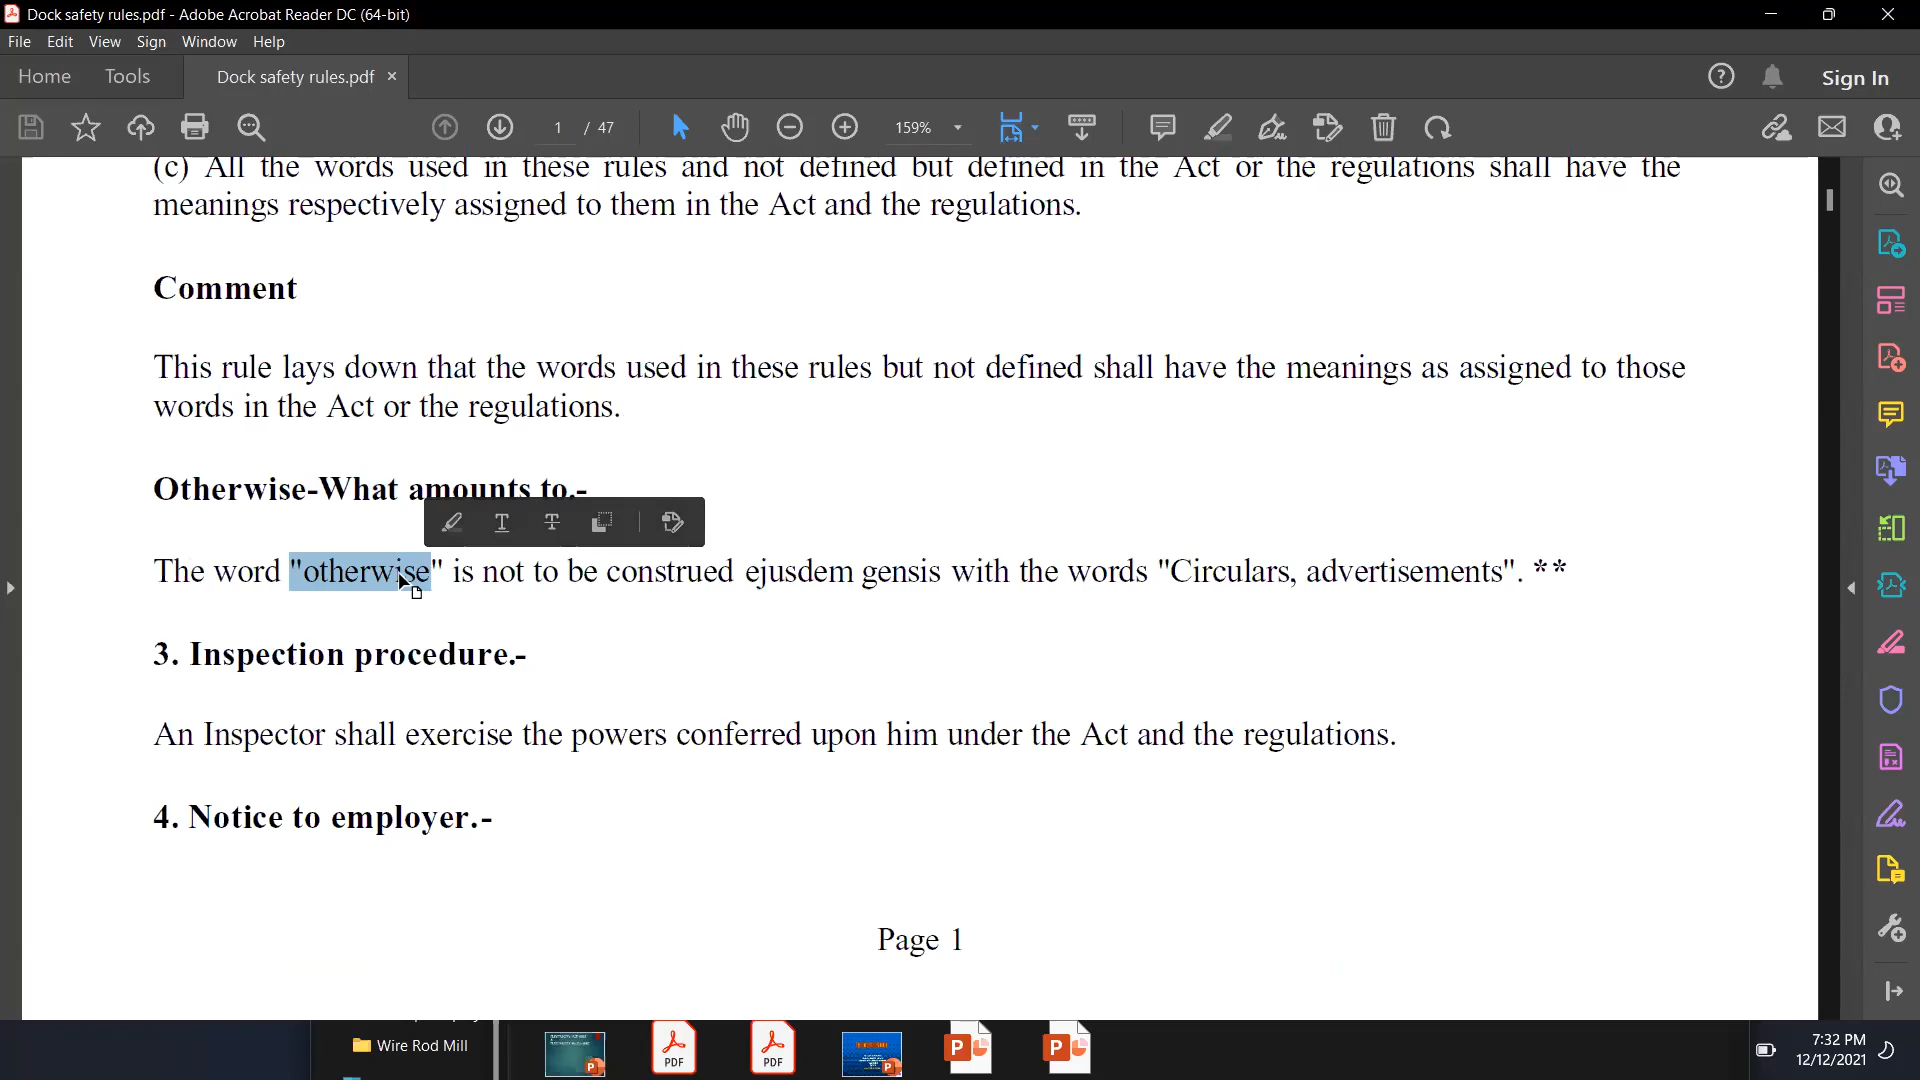 Dock safety rules.pdf - Adobe Acrobat Reader DC (64-bit)
File Edit View Sign Window Help
Home Tools Dock safety rules.pdf × Sign In
1 / 47 159%
(c) All the words used in these rules and not defined but defined in the Act or the regulations shall have the
meanings respectively assigned to them in the Act and the regulations.
Comment
This rule lays down that the words used in these rules but not defined shall have the meanings as assigned to those
words in the Act or the regulations.
Otherwise-What amounts to.-
The word "otherwise" is not to be construed ejusdem gensis with the words "Circulars, advertisements". **
3. Inspection procedure.-
An Inspector shall exercise the powers conferred upon him under the Act and the regulations.
4. Notice to employer.-
Page 1
Wire Rod Mill
PDF
PDF
7:32 PM
12/12/2021